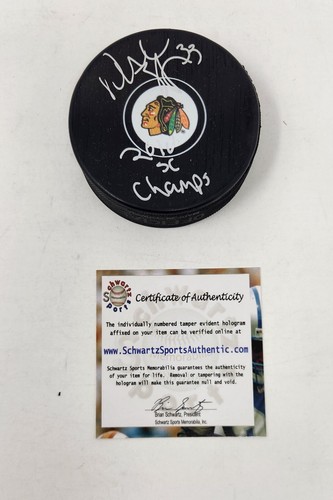 33
2010
SC
Champs
Schwartz
Sports
Certificate of Authenticity
The individually numbered tamper evident hologram
affixed on your item can be verified online at
www.SchwartzSportsAuthentic.com
Schwartz Sports Memorabilia guarantees the authenticity
of your item for life. Removal or tampering with the
hologram will make this guarantee null and void.
Brian Schwartz, President
Schwartz Sports Memorabilia, Inc.